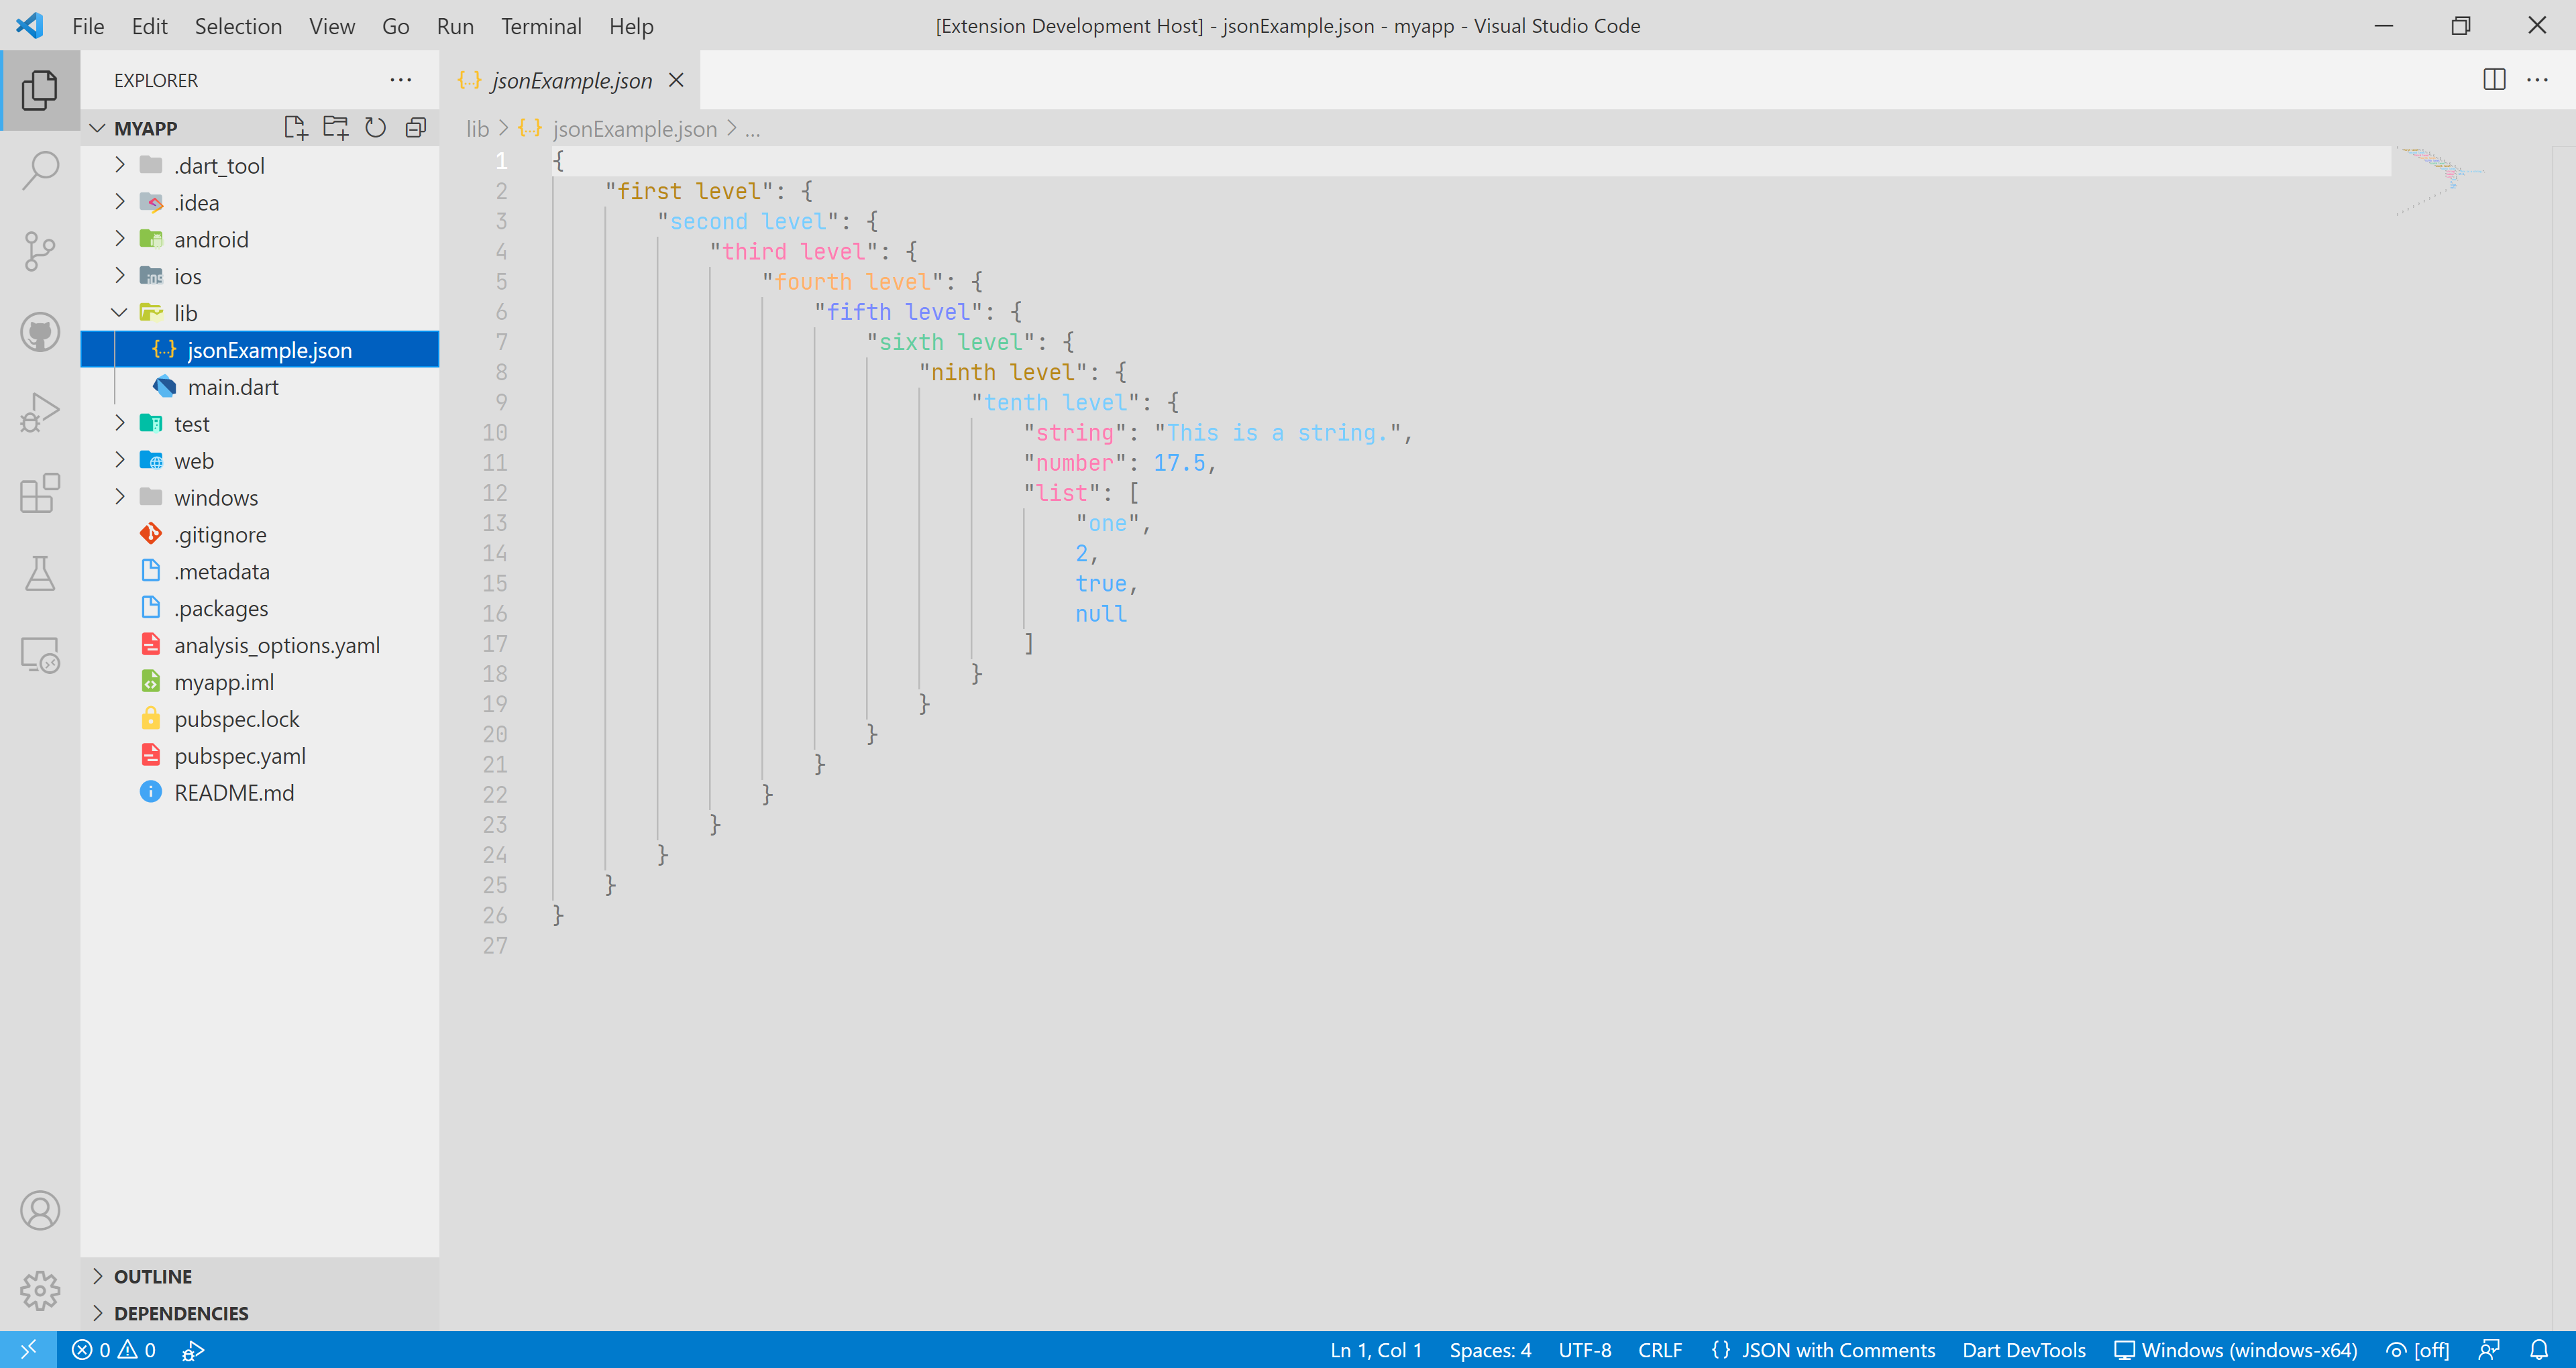 File Edit Selection View Go Run Terminal Help
[Extension Development Host] - jsonExample.json - myapp - Visual Studio Code
EXPLORER
MYAPP
.dart_tool
.idea
android
ios
lib
jsonExample.json
main.dart
test
web
windows
.gitignore
.metadata
.packages
analysis_options.yaml
myapp.iml
pubspec.lock
pubspec.yaml
README.md
OUTLINE
DEPENDENCIES
jsonExample.json
lib > {..} jsonExample.json > ...
1 {
2 "first level": {
3 "second level": {
4 "third level": {
5 "fourth level": {
6 "fifth level": {
7 "sixth level": {
8 "ninth level": {
9 "tenth level": {
10 "string": "This is a string.",
11 "number": 17.5,
12 "list": [
13 "one",
14 2,
15 true,
16 null
17 ]
18 }
19 }
20 }
21 }
22 }
23 }
24 }
25 }
26 }
27
0 0
Ln 1, Col 1 Spaces: 4 UTF-8 CRLF {} JSON with Comments Dart DevTools Windows (windows-x64) [off]